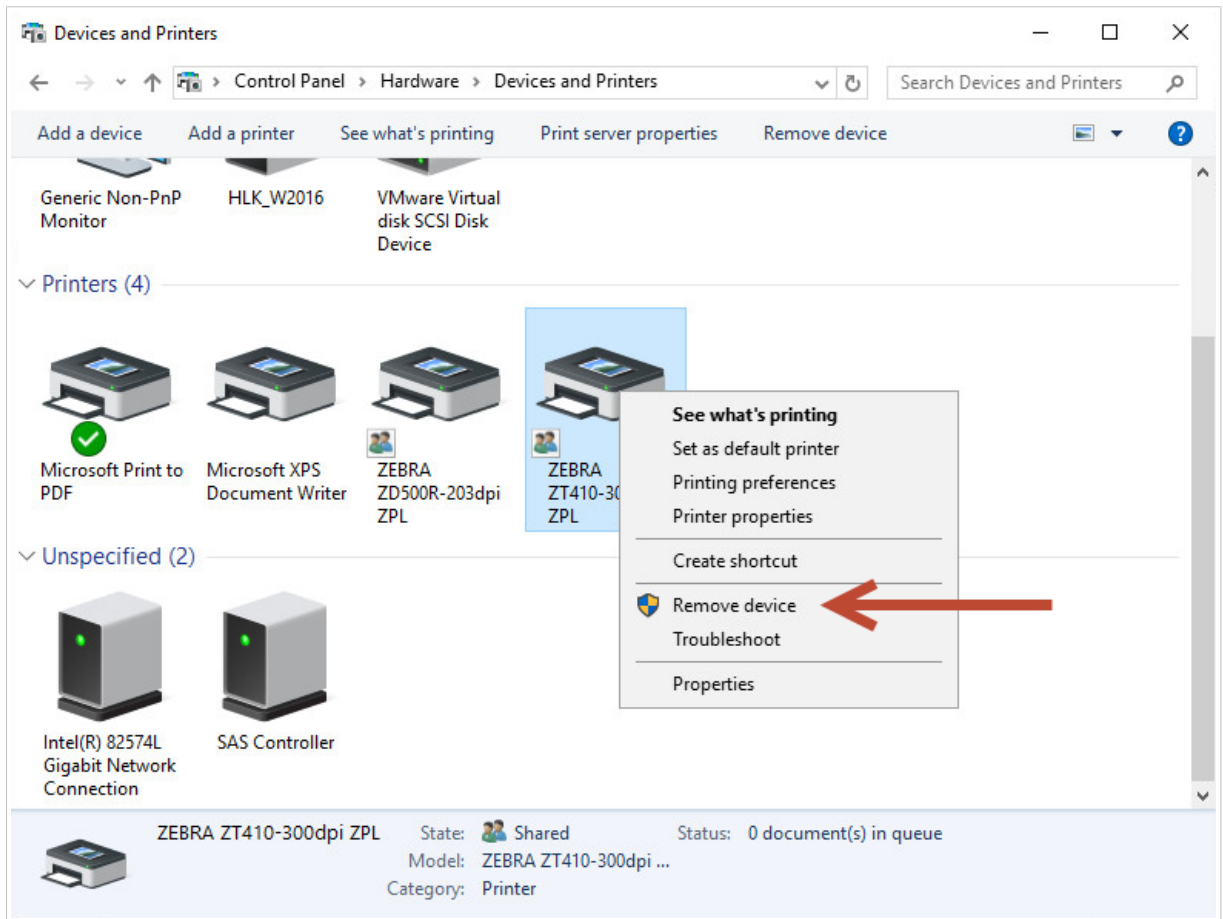 Devices and Printers
Control Panel > Hardware > Devices and Printers
Search Devices and Printers
Add a device
Add a printer
See what's printing
Print server properties
Remove device
?
Generic Non-PnP
Monitor
HLK_W2016
VMware Virtual
disk SCSI Disk
Device
Printers (4)
Microsoft Print to
PDF
Microsoft XPS
Document Writer
ZEBRA
ZD500R-203dpi
ZPL
ZEBRA
ZT410-30
ZPL
See what's printing
Set as default printer
Printing preferences
Printer properties
Create shortcut
Remove device
Troubleshoot
Properties
Unspecified (2)
Intel(R) 82574L
Gigabit Network
Connection
SAS Controller
ZEBRA ZT410-300dpi ZPL
State: Shared
Status: 0 document(s) in queue
Model: ZEBRA ZT410-300dpi ...
Category: Printer